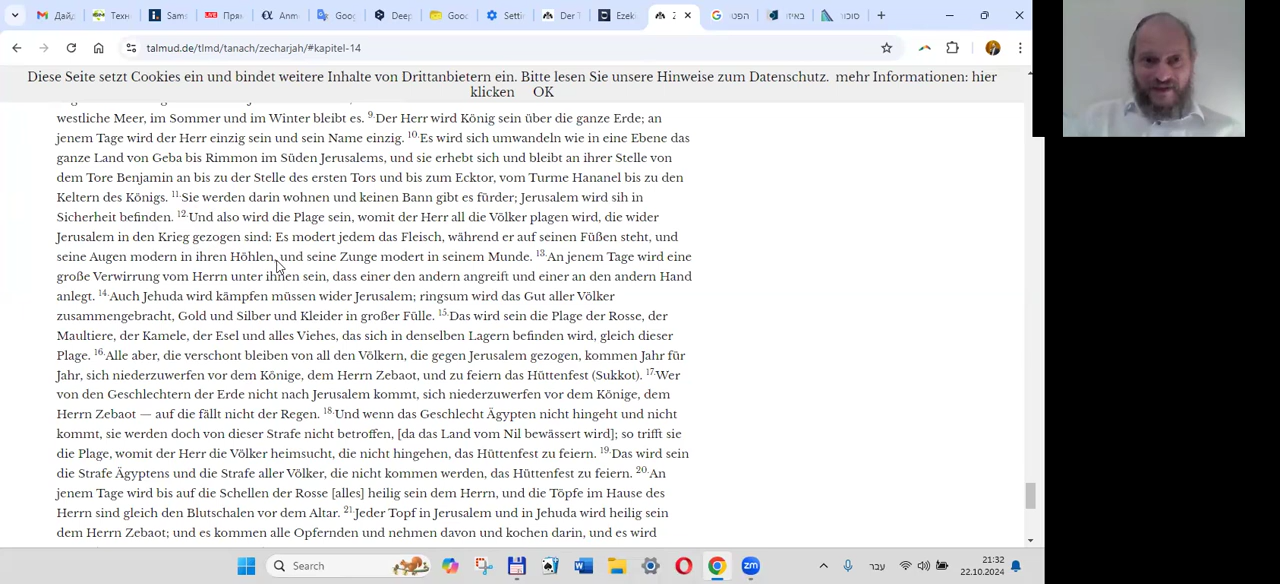 Дайд
Техн
Sams
Пря
Anm
Goo
Deep
Goo
Settir
Der T
Ezeki
Z
הפט
באיו
סוכו
talmud.de/tlmd/tanach/zecharjah/#kapitel-14
Diese Seite setzt Cookies ein und bindet weitere Inhalte von Drittanbietern ein. Bitte lesen Sie unsere Hinweise zum Datenschutz. mehr Informationen: hier
klicken OK
westliche Meer, im Sommer und im Winter bleibt es. 9.Der Herr wird König sein über die ganze Erde; an
jenem Tage wird der Herr einzig sein und sein Name einzig. 10.Es wird sich umwandeln wie in eine Ebene das
ganze Land von Geba bis Rimmon im Süden Jerusalems, und sie erhebt sich und bleibt an ihrer Stelle von
dem Tore Benjamin an bis zu der Stelle des ersten Tors und bis zum Ecktor, vom Turme Hananel bis zu den
Keltern des Königs. 11.Sie werden darin wohnen und keinen Bann gibt es fürder; Jerusalem wird sih in
Sicherheit befinden. 12.Und also wird die Plage sein, womit der Herr all die Völker plagen wird, die wider
Jerusalem in den Krieg gezogen sind: Es modert jedem das Fleisch, während er auf seinen Füßen steht, und
seine Augen modern in ihren Höhlen, und seine Zunge modert in seinem Munde. 13.An jenem Tage wird eine
große Verwirrung vom Herrn unter ihnen sein, dass einer den andern angreift und einer an den andern Hand
anlegt. 14.Auch Jehuda wird kämpfen müssen wider Jerusalem; ringsum wird das Gut aller Völker
zusammengebracht, Gold und Silber und Kleider in großer Fülle. 15.Das wird sein die Plage der Rosse, der
Maultiere, der Kamele, der Esel und alles Viehes, das sich in denselben Lagern befinden wird, gleich dieser
Plage. 16.Alle aber, die verschont bleiben von all den Völkern, die gegen Jerusalem gezogen, kommen Jahr für
Jahr, sich niederzuwerfen vor dem Könige, dem Herrn Zebaot, und zu feiern das Hüttenfest (Sukkot). 17.Wer
von den Geschlechtern der Erde nicht nach Jerusalem kommt, sich niederzuwerfen vor dem Könige, dem
Herrn Zebaot — auf die fällt nicht der Regen. 18.Und wenn das Geschlecht Ägypten nicht hingeht und nicht
kommt, sie werden doch von dieser Strafe nicht betroffen, [da das Land vom Nil bewässert wird]; so trifft sie
die Plage, womit der Herr die Völker heimsucht, die nicht hingehen, das Hüttenfest zu feiern. 19.Das wird sein
die Strafe Ägyptens und die Strafe aller Völker, die nicht kommen werden, das Hüttenfest zu feiern. 20.An
jenem Tage wird bis auf die Schellen der Rosse [alles] heilig sein dem Herrn, und die Töpfe im Hause des
Herrn sind gleich den Blutschalen vor dem Altar. 21.Jeder Topf in Jerusalem und in Jehuda wird heilig sein
dem Herrn Zebaot; und es kommen alle Opfernden und nehmen davon und kochen darin, und es wird
Search
עבר
21:32
22.10.2024